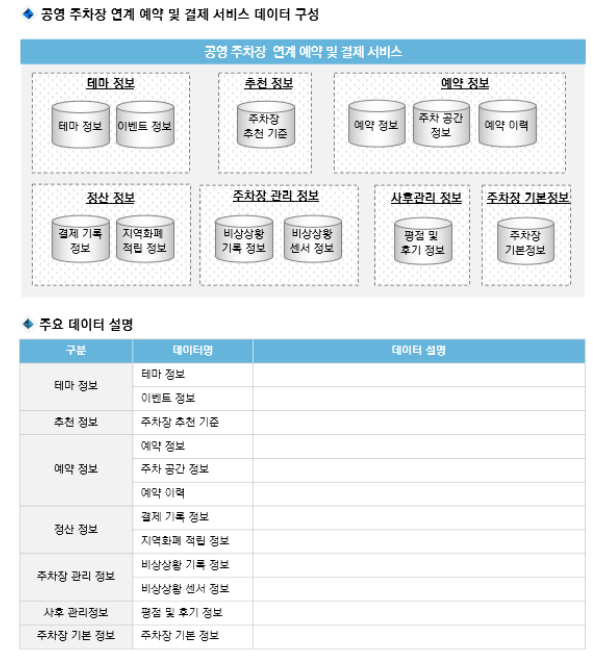 공영 주차장 연계 예약 및 결제 서비스 데이터 구성
공영 주차장 연계 예약 및 결제 서비스
테마 정보
테마 정보
이벤트 정보
추천 정보
주차장
추천 기준
예약 정보
예약 정보
주차 공간
정보
예약 이력
정산 정보
결제 기록
정보
지역화폐
적립 정보
주차장 관리 정보
비상상황
기록 정보
비상상황
센서 정보
사후관리 정보
평점 및
후기 정보
주차장 기본정보
주차장
기본정보
주요 데이터 설명
구분 데이터명 데이터 설명
테마 정보
테마 정보
이벤트 정보
추천 정보 주차장 추천 기준
예약 정보
예약 정보
주차 공간 정보
예약 이력
정산 정보
결제 기록 정보
지역화폐 적립 정보
주차장 관리 정보
비상상황 기록 정보
비상상황 센서 정보
사후 관리정보 평점 및 후기 정보
주차장 기본 정보 주차장 기본 정보